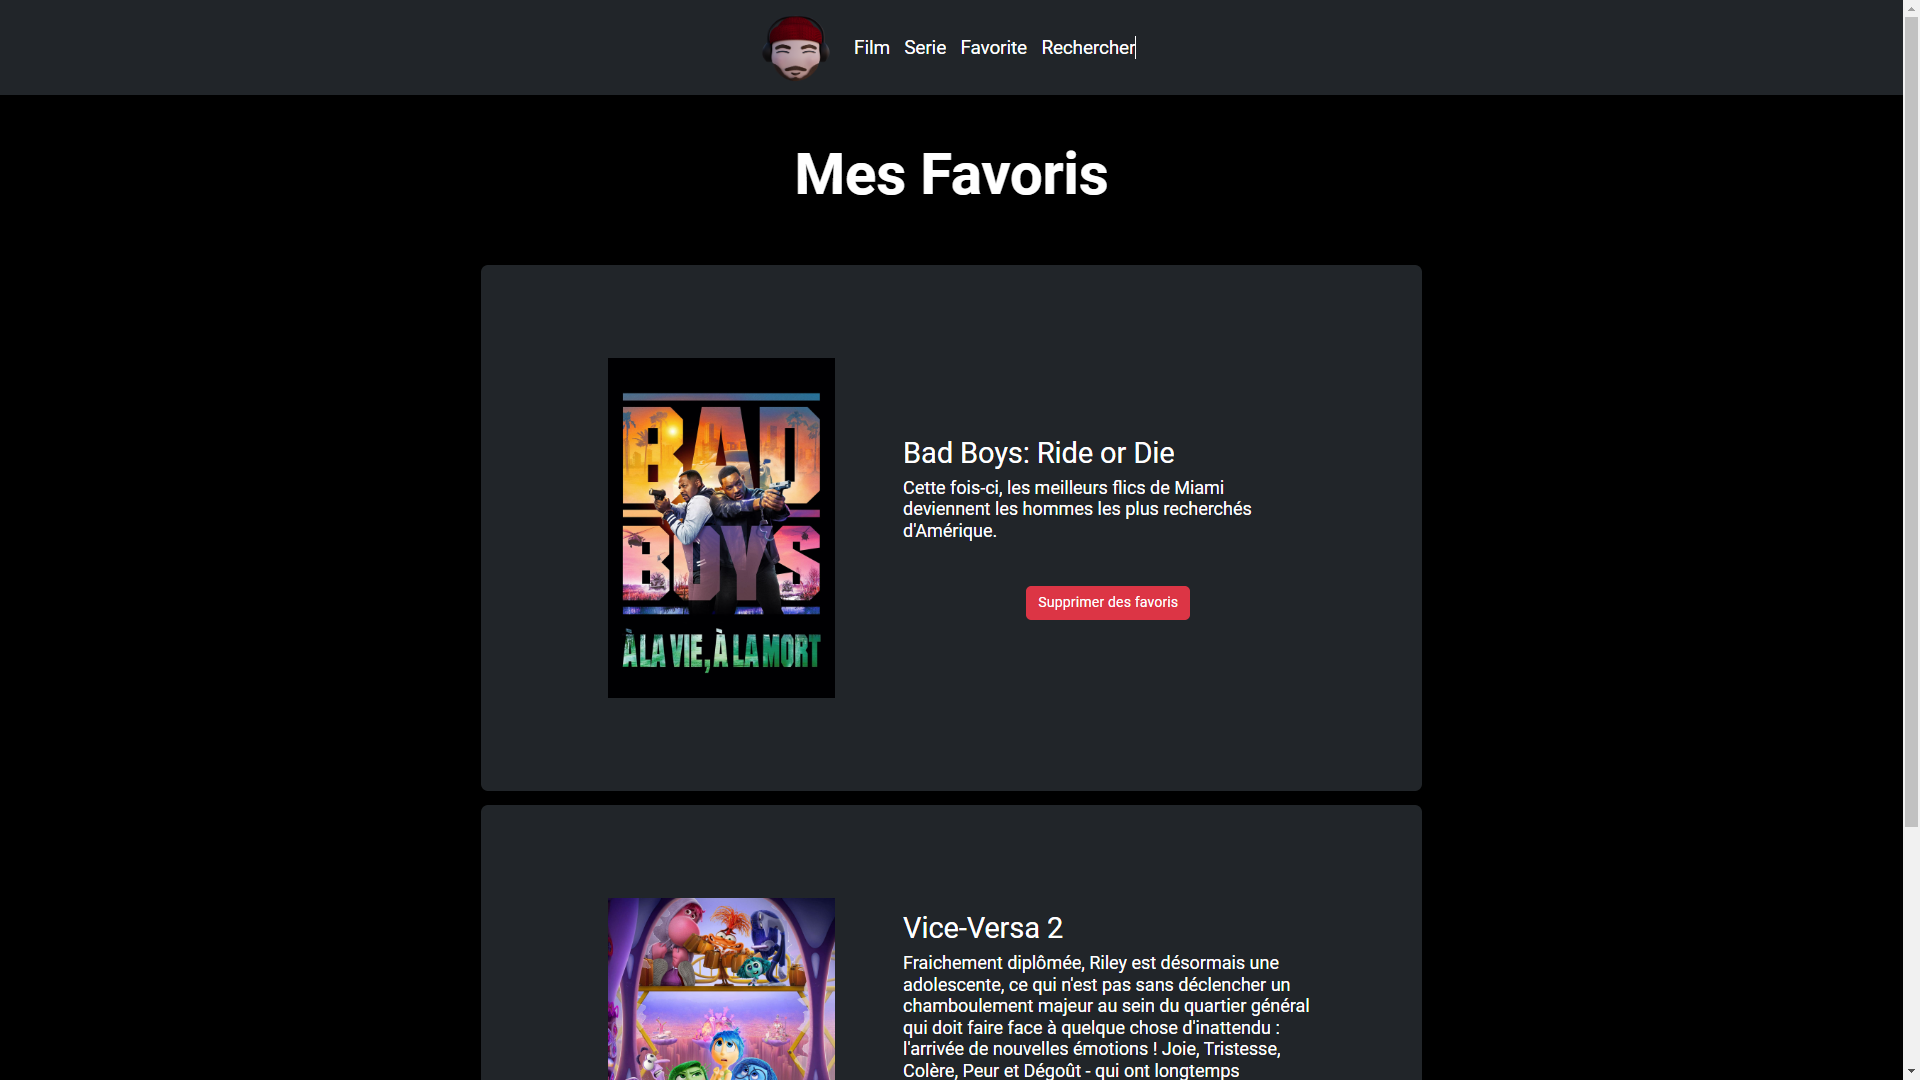 Film Serie Favorite Rechercher
Mes Favoris
BAD
BOYS
À LA VIE, À LA MORT
Bad Boys: Ride or Die
Cette fois-ci, les meilleurs flics de Miami
deviennent les hommes les plus recherchés
d'Amérique.
Supprimer des favoris
Vice-Versa 2
Fraichement diplômée, Riley est désormais une
adolescente, ce qui n'est pas sans déclencher un
chamboulement majeur au sein du quartier général
qui doit faire face à quelque chose d'inattendu :
l'arrivée de nouvelles émotions ! Joie, Tristesse,
Colère, Peur et Dégoût - qui ont longtemps